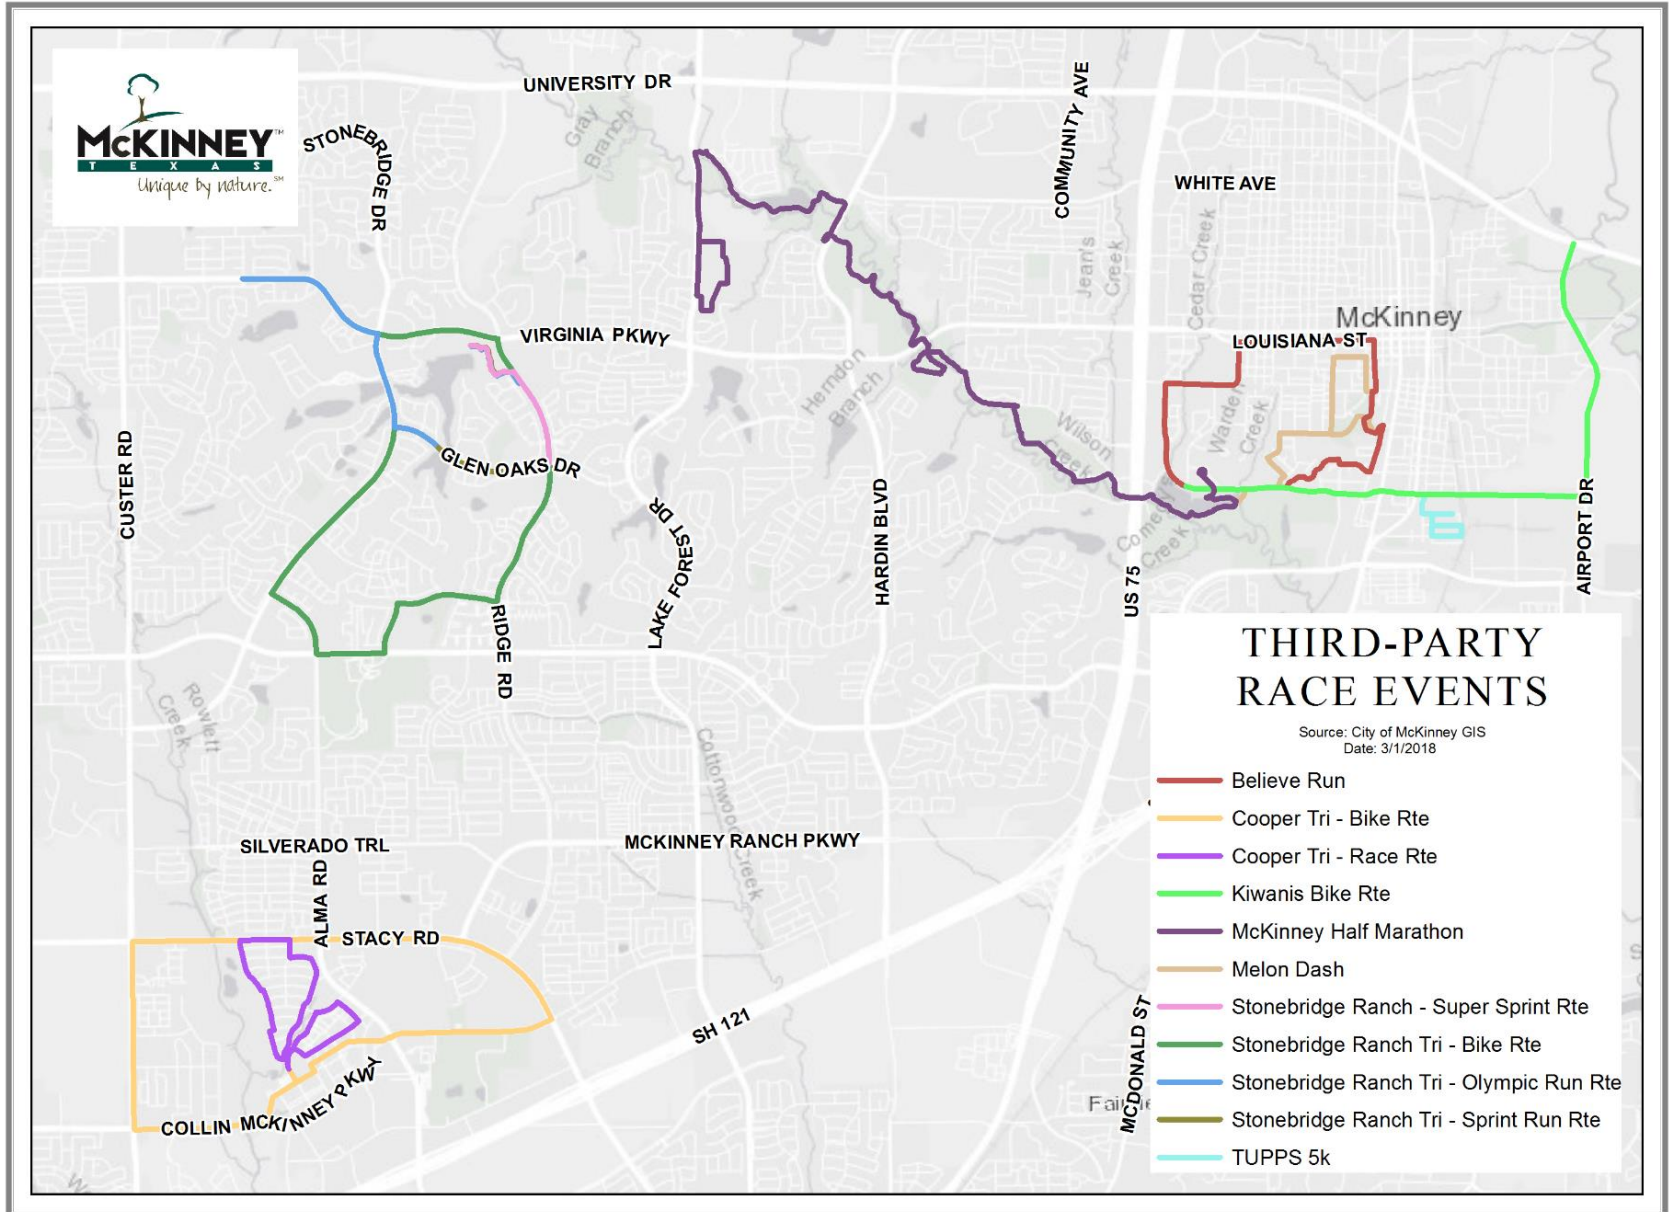 UNIVERSITY DR
COMMUNITY AVE
McKINNEY™
TEXAS
Unique by nature.℠
STONEBRIDGE DR
Gray
Branch
WHITE AVE
Jean's
Creek
Cedar Creek
McKinney
VIRGINIA PKWY
LOUISIANA ST
Herndon
Branch
Wilson
Creek
Warden
Creek
CUSTER RD
GLEN OAKS DR
LAKE FOREST DR
HARDIN BLVD
Comegys
Creek
US 75
AIRPORT DR
RIDGE RD
Rowlett
Creek
Cottonwood Creek
SILVERADO TRL
MCKINNEY RANCH PKWY
ALMA RD
STACY RD
SH 121
MCDONALD ST
COLLIN MCKINNEY PKWY
THIRD-PARTY
RACE EVENTS
Source: City of McKinney GIS
Date: 3/1/2018
Believe Run
Cooper Tri - Bike Rte
Cooper Tri - Race Rte
Kiwanis Bike Rte
McKinney Half Marathon
Melon Dash
Stonebridge Ranch - Super Sprint Rte
Stonebridge Ranch Tri - Bike Rte
Stonebridge Ranch Tri - Olympic Run Rte
Stonebridge Ranch Tri - Sprint Run Rte
TUPPS 5k